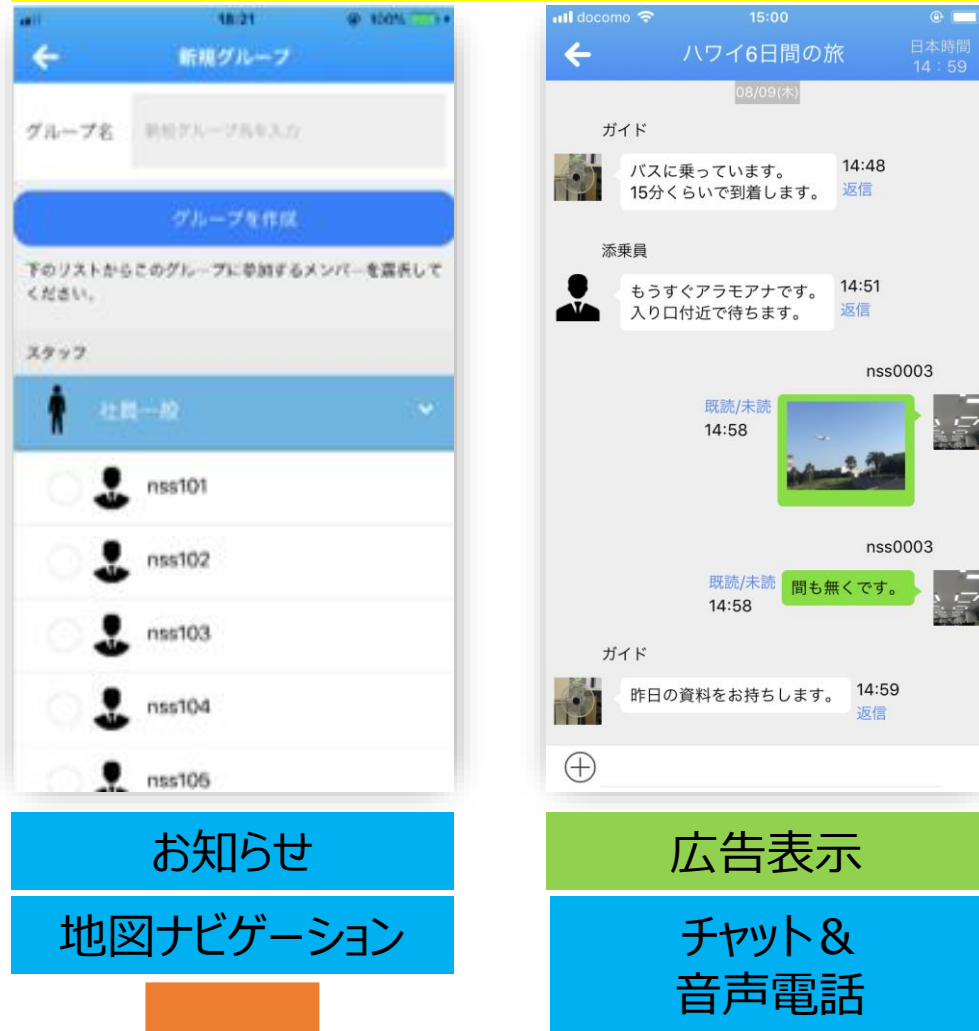 18:21
100%
新規グループ
グループ名
新規グループ名を入力
グループを作成
下のリストからこのグループに参加するメンバーを選択して
ください。
スタッフ
社員一般
nss101
nss102
nss103
nss104
nss105
お知らせ
地図ナビゲーション
docomo
15:00
ハワイ6日間の旅
日本時間
14:59
08/09(木)
ガイド
バスに乗っています。
15分くらいで到着します。
14:48
返信
添乗員
もうすぐアラモアナです。
入り口付近で待ちます。
14:51
返信
nss0003
既読/未読
14:58
nss0003
既読/未読
14:58
間も無くです。
ガイド
昨日の資料をお持ちします。
14:59
返信
広告表示
チャット&
音声電話